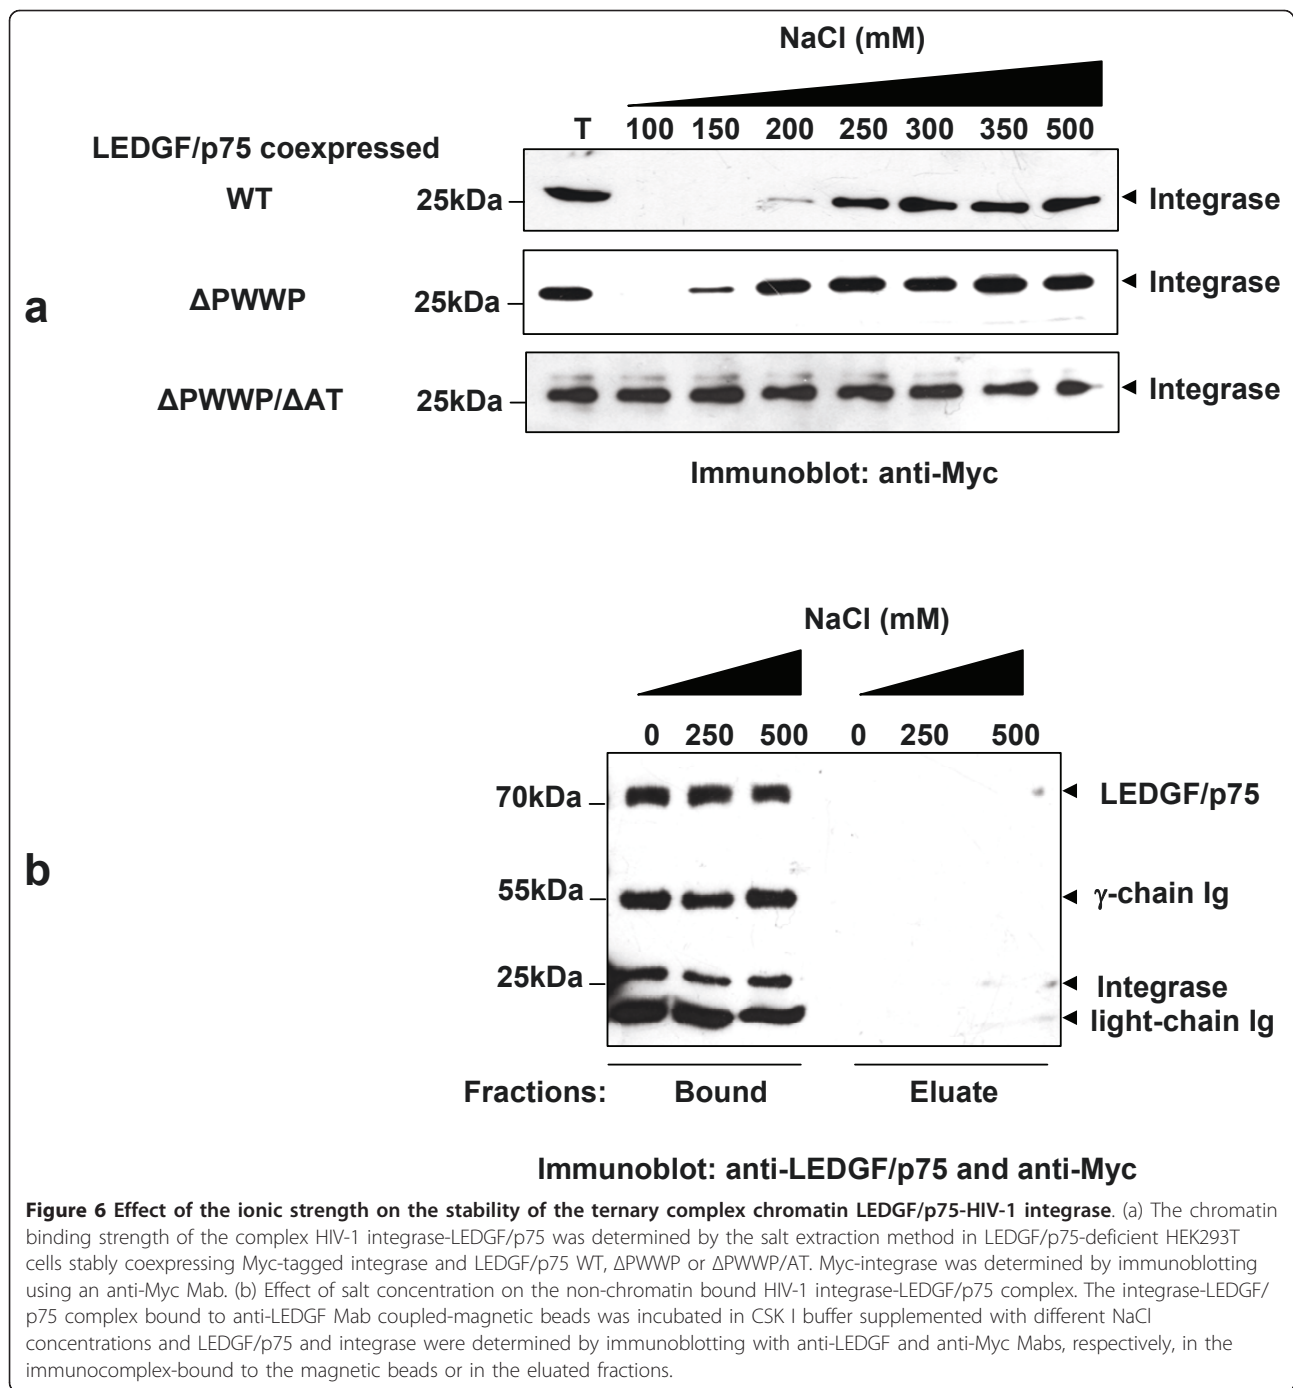 NaCl (mM)
T 100 150 200 250 300 350 500
LEDGF/p75 coexpressed
WT 25kDa Integrase
a
ΔPWWP 25kDa Integrase
ΔPWWP/ΔAT 25kDa Integrase
Immunoblot: anti-Myc
NaCl (mM)
0 250 500 0 250 500
70kDa LEDGF/p75
b
55kDa γ-chain Ig
25kDa Integrase
light-chain Ig
Fractions: Bound Eluate
Immunoblot: anti-LEDGF/p75 and anti-Myc
Figure 6 Effect of the ionic strength on the stability of the ternary complex chromatin LEDGF/p75-HIV-1 integrase. (a) The chromatin
binding strength of the complex HIV-1 integrase-LEDGF/p75 was determined by the salt extraction method in LEDGF/p75-deficient HEK293T
cells stably coexpressing Myc-tagged integrase and LEDGF/p75 WT, ΔPWWP or ΔPWWP/AT. Myc-integrase was determined by immunoblotting
using an anti-Myc Mab. (b) Effect of salt concentration on the non-chromatin bound HIV-1 integrase-LEDGF/p75 complex. The integrase-LEDGF/
p75 complex bound to anti-LEDGF Mab coupled-magnetic beads was incubated in CSK I buffer supplemented with different NaCl
concentrations and LEDGF/p75 and integrase were determined by immunoblotting with anti-LEDGF and anti-Myc Mabs, respectively, in the
immunocomplex-bound to the magnetic beads or in the eluated fractions.